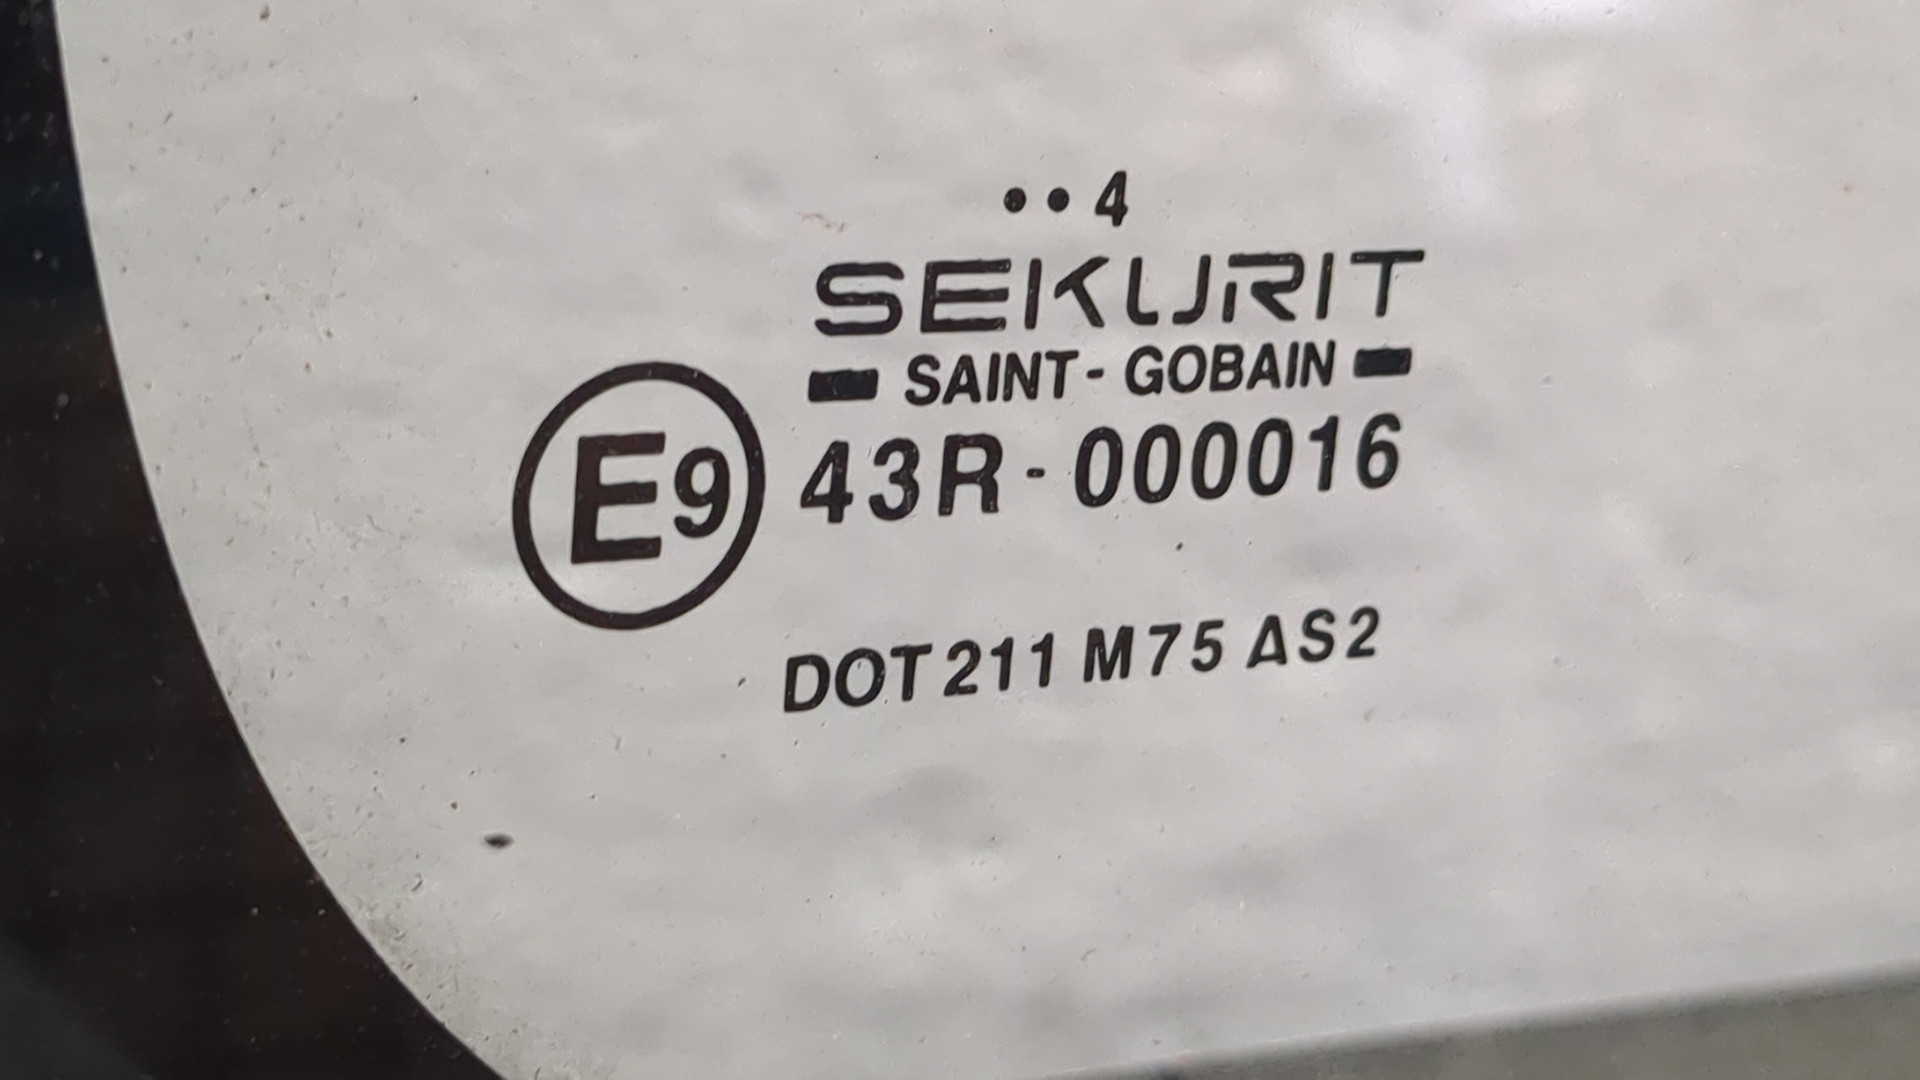 ••4
SEKURIT
SAINT-GOBAIN
E9 43R-000016
DOT 211 M75 AS2